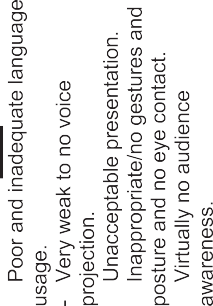 Poor and inadequate language
usage.
- Very weak to no voice
projection.
Unacceptable presentation.
Inappropriate/no gestures and
posture and no eye contact.
Virtually no audience
awareness.